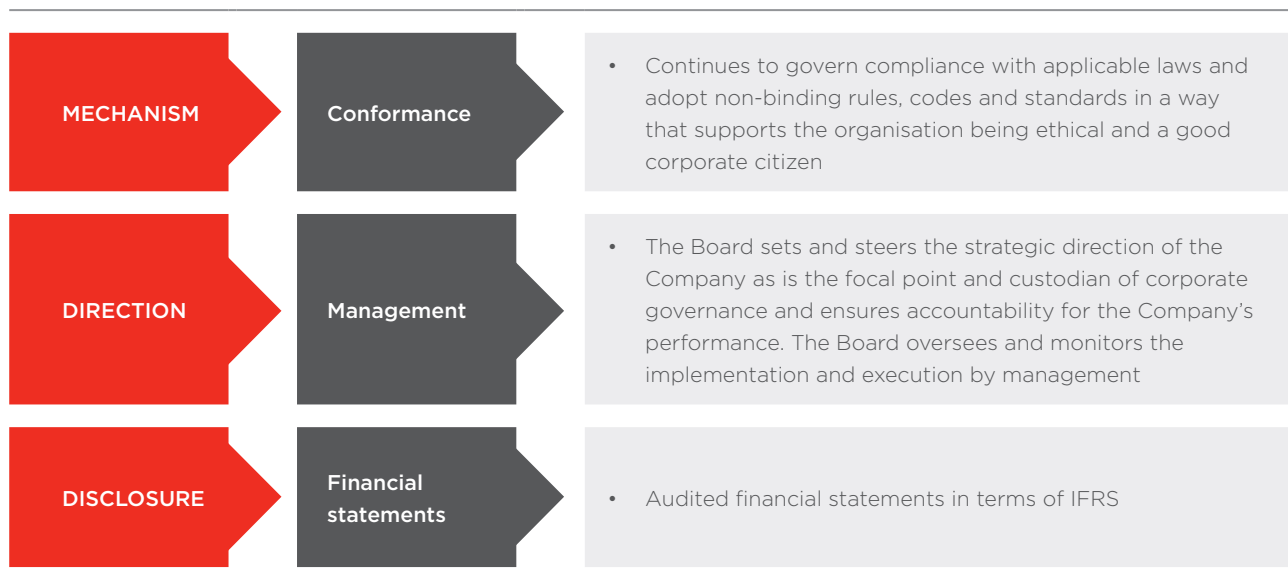 MECHANISM
Conformance
• Continues to govern compliance with applicable laws and
adopt non-binding rules, codes and standards in a way
that supports the organisation being ethical and a good
corporate citizen
DIRECTION
Management
• The Board sets and steers the strategic direction of the
Company as is the focal point and custodian of corporate
governance and ensures accountability for the Company's
performance. The Board oversees and monitors the
implementation and execution by management
DISCLOSURE
Financial
statements
• Audited financial statements in terms of IFRS